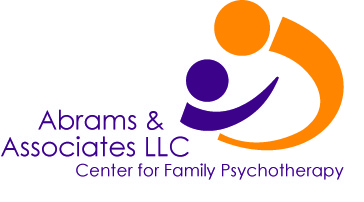 Abrams &
Associates LLC
Center for Family Psychotherapy